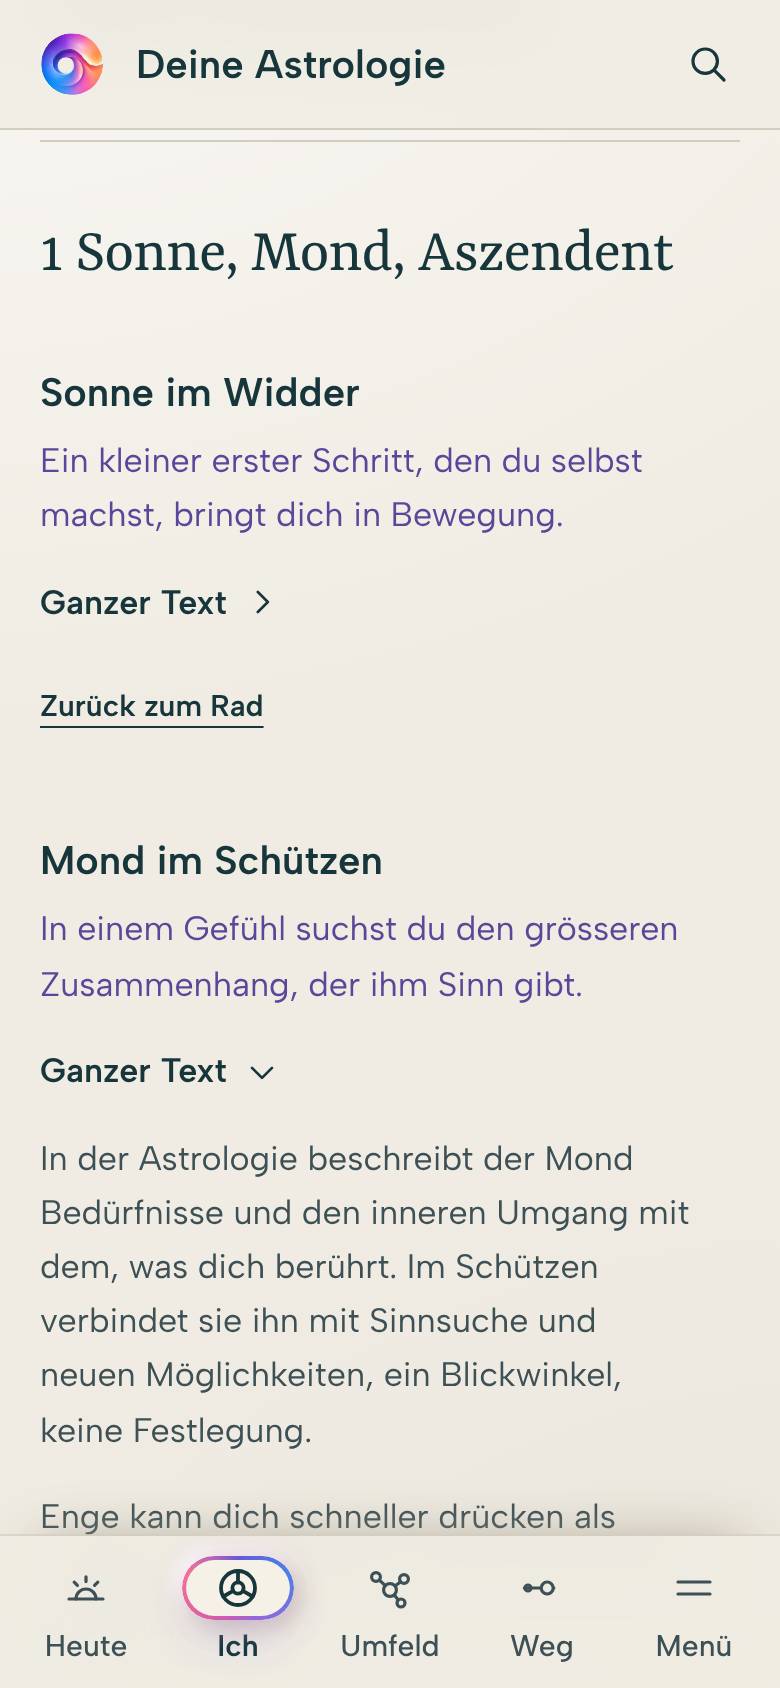 Deine Astrologie
1 Sonne, Mond, Aszendent
Sonne im Widder
Ein kleiner erster Schritt, den du selbst
machst, bringt dich in Bewegung.
Ganzer Text
Zurück zum Rad
Mond im Schützen
In einem Gefühl suchst du den grösseren
Zusammenhang, der ihm Sinn gibt.
Ganzer Text
In der Astrologie beschreibt der Mond
Bedürfnisse und den inneren Umgang mit
dem, was dich berührt. Im Schützen
verbindet sie ihn mit Sinnsuche und
neuen Möglichkeiten, ein Blickwinkel,
keine Festlegung.
Enge kann dich schneller drücken als
Heute Ich Umfeld Weg Menü